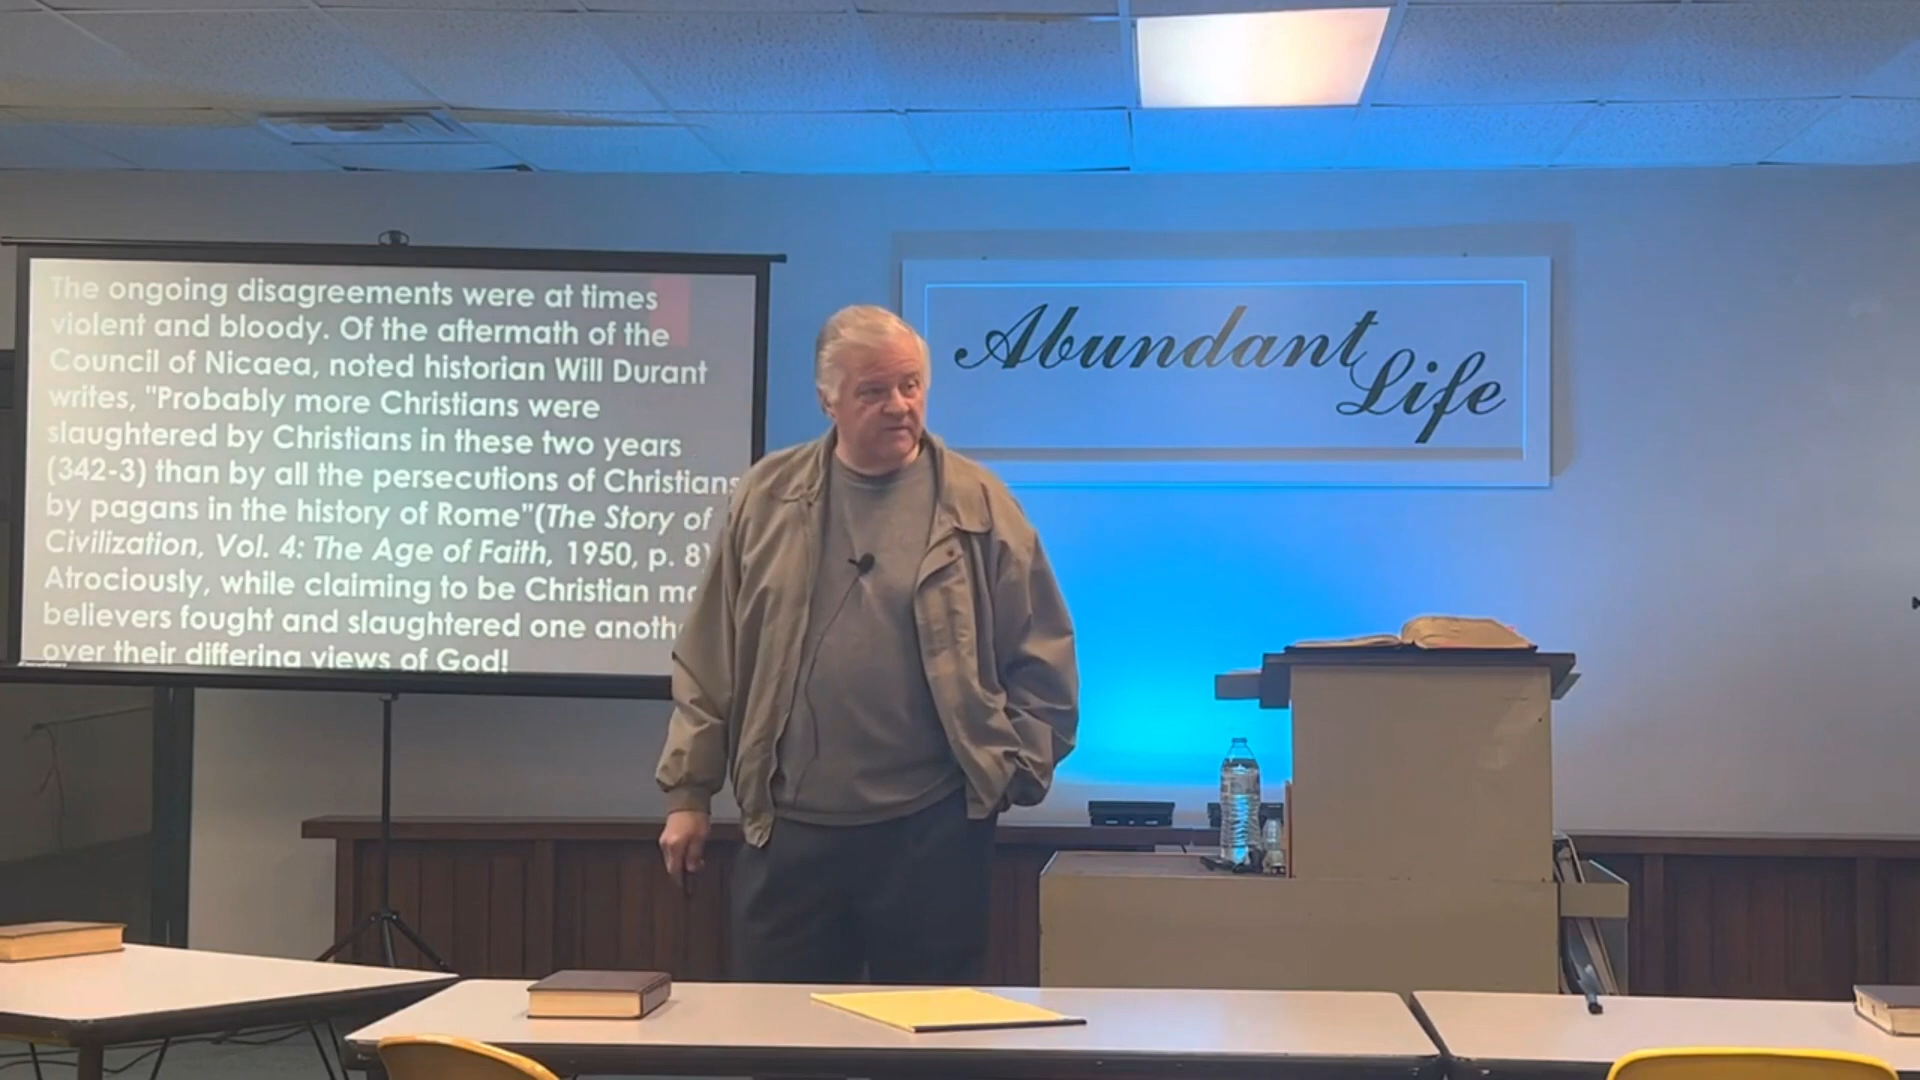 The ongoing disagreements were at times
violent and bloody. Of the aftermath of the
Council of Nicaea, noted historian Will Durant
writes, "Probably more Christians were
slaughtered by Christians in these two years
(342-3) than by all the persecutions of Christians
by pagans in the history of Rome"(The Story of
Civilization, Vol. 4: The Age of Faith, 1950, p. 8)
Atrociously, while claiming to be Christian
believers fought and slaughtered one
over their differing views of God!
Abundant
Life